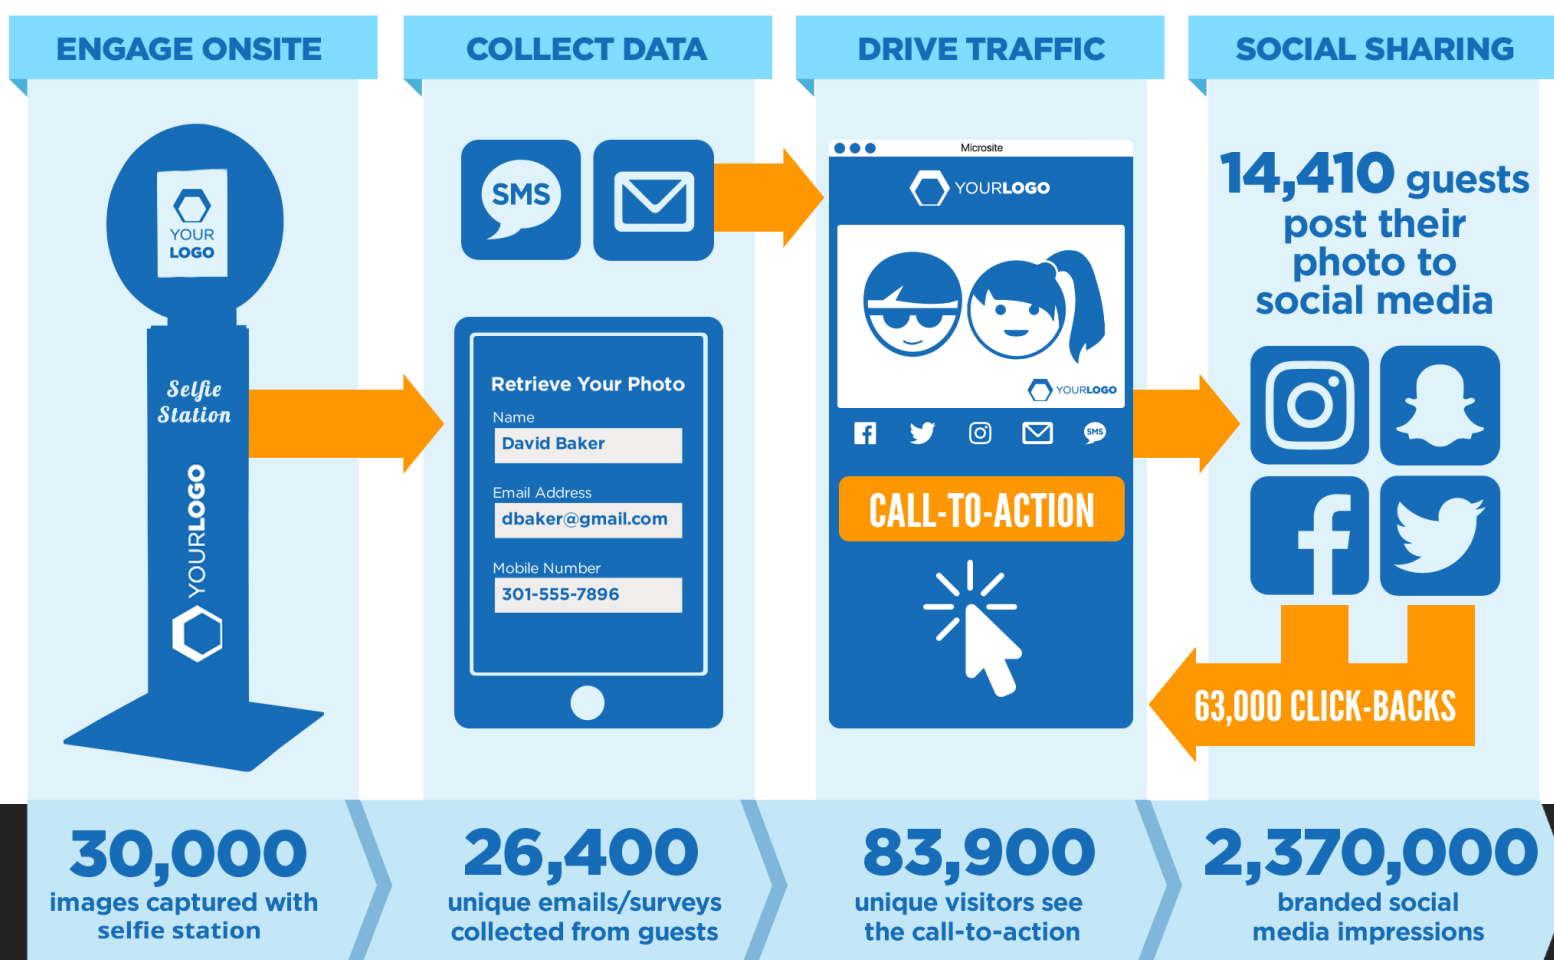 ENGAGE ONSITE
YOUR
LOGO
Selfie
Station
YOURLOGO
30,000
images captured with
selfie station
COLLECT DATA
SMS
Retrieve Your Photo
Name
David Baker
Email Address
dbaker@gmail.com
Mobile Number
301-555-7896
26,400
unique emails/surveys
collected from guests
DRIVE TRAFFIC
Microsite
YOURLOGO
YOURLOGO
SMS
CALL-TO-ACTION
83,900
unique visitors see
the call-to-action
SOCIAL SHARING
14,410 guests
post their
photo to
social media
63,000 CLICK-BACKS
2,370,000
branded social
media impressions